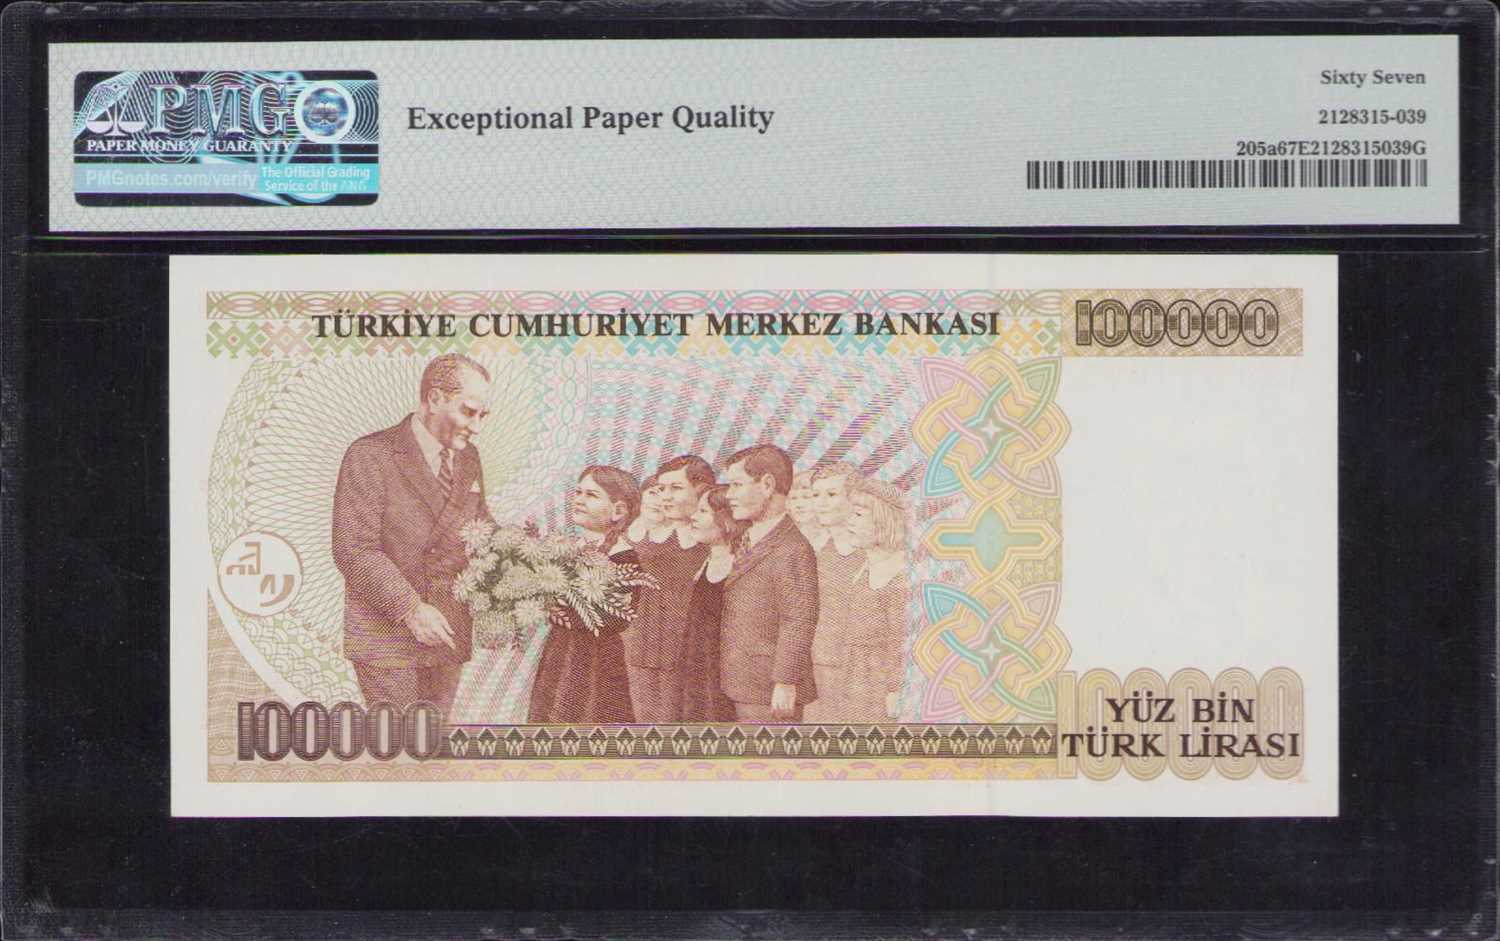 PMG
PAPER MONEY GUARANTY
PMGnotes.com/verify
The Official Grading
Service of the ANA
Exceptional Paper Quality
Sixty Seven
2128315-039
205a67E2128315039G
TÜRKİYE CUMHURİYET MERKEZ BANKASI
100000
100000
100000
YÜZ BİN
TÜRK LİRASI